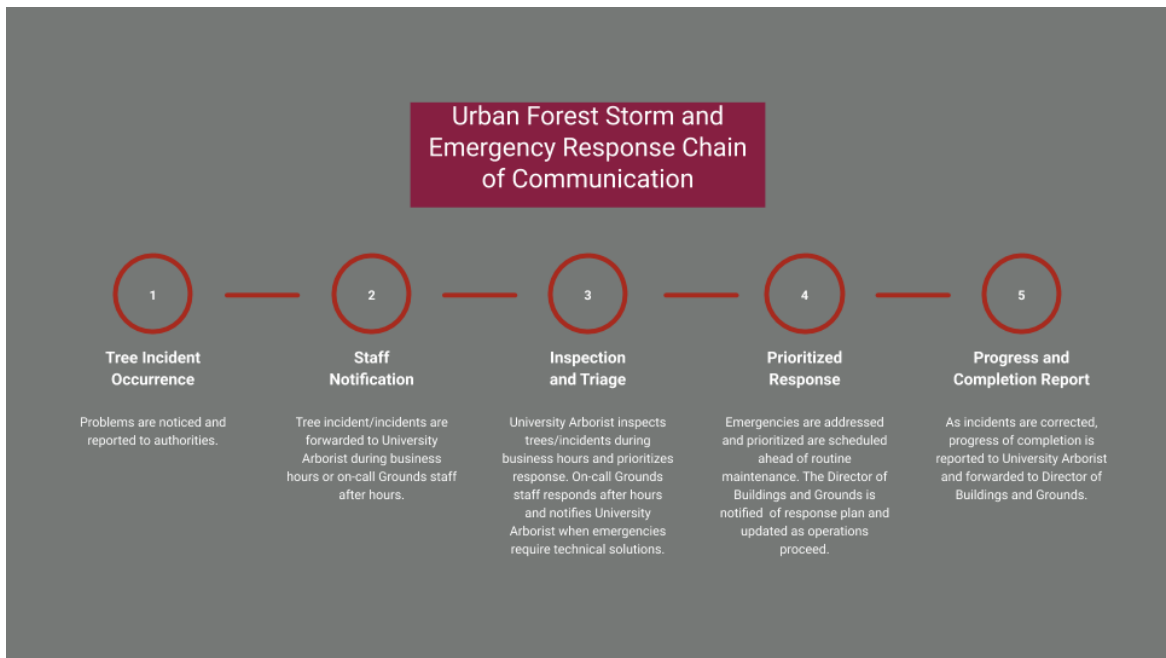 Urban Forest Storm and
Emergency Response Chain
of Communication
1
Tree Incident
Occurrence
Problems are noticed and
reported to authorities.
2
Staff
Notification
Tree incident/incidents are
forwarded to University
Arborist during business
hours or on-call Grounds staff
after hours.
3
Inspection
and Triage
University Arborist inspects
trees/incidents during
business hours and prioritizes
response. On-call Grounds
staff responds after hours
and notifies University
Arborist when emergencies
require technical solutions.
4
Prioritized
Response
Emergencies are addressed
and prioritized are scheduled
ahead of routine
maintenance. The Director of
Buildings and Grounds is
notified of response plan and
updated as operations
proceed.
5
Progress and
Completion Report
As incidents are corrected,
progress of completion is
reported to University Arborist
and forwarded to Director of
Buildings and Grounds.